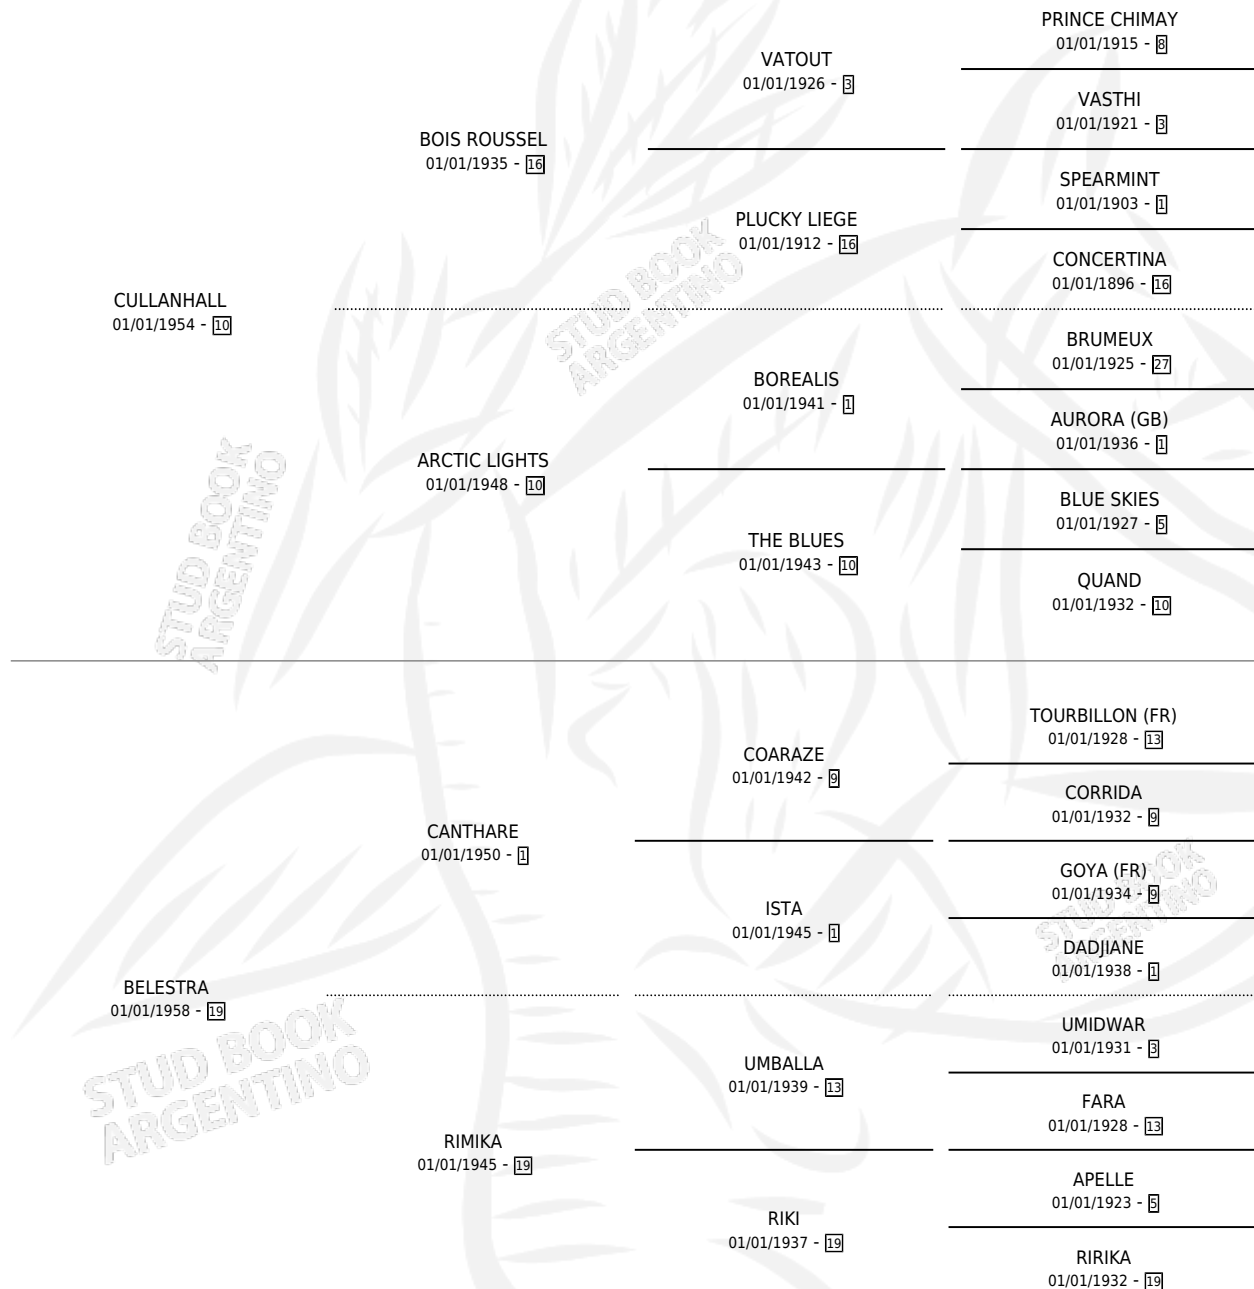 PRINCE CHIMAY
01/01/1915 - 8
VATOUT
01/01/1926 - 3
VASTHI
01/01/1921 - 3
BOIS ROUSSEL
01/01/1935 - 16
SPEARMINT
01/01/1903 - 1
PLUCKY LIEGE
01/01/1912 - 16
CONCERTINA
01/01/1896 - 16
CULLANHALL
01/01/1954 - 10
BRUMEUX
01/01/1925 - 27
BOREALIS
01/01/1941 - 1
AURORA (GB)
01/01/1936 - 1
ARCTIC LIGHTS
01/01/1948 - 10
BLUE SKIES
01/01/1927 - 5
THE BLUES
01/01/1943 - 10
QUAND
01/01/1932 - 10
TOURBILLON (FR)
01/01/1928 - 13
COARAZE
01/01/1942 - 9
CORRIDA
01/01/1932 - 9
CANTHARE
01/01/1950 - 1
GOYA (FR)
01/01/1934 - 9
ISTA
01/01/1945 - 1
DADJIANE
01/01/1938 - 1
BELESTRA
01/01/1958 - 19
UMIDWAR
01/01/1931 - 3
UMBALLA
01/01/1939 - 13
FARA
01/01/1928 - 13
RIMIKA
01/01/1945 - 19
APELLE
01/01/1923 - 5
RIKI
01/01/1937 - 19
RIRIKA
01/01/1932 - 19
STUD BOOK
ARGENTINO
STUD BOOK
ARGENTINO
STUD BOOK
ARGENTINO
STUD BOOK
ARGENTINO